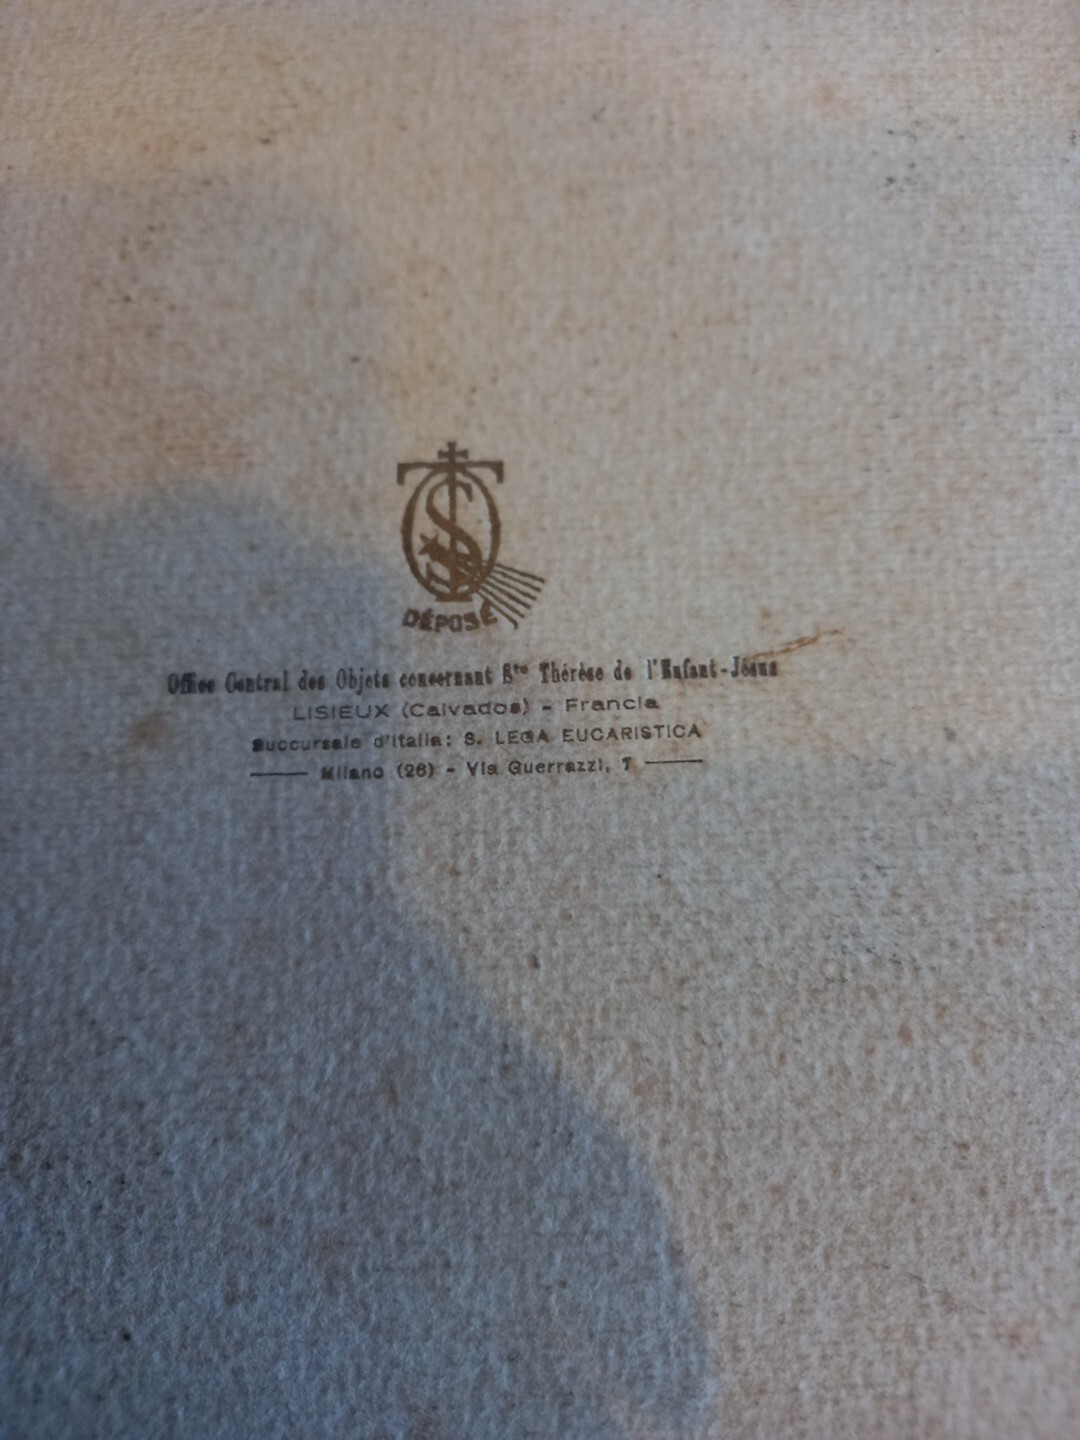 DÉPOSÉ
Office Central des Objets concernant Ste Thérèse de l'Enfant-Jésus
LISIEUX (Calvados) - Francia
Succursale d'Italia: S. LEGA EUCARISTICA
Milano (26) - Via Guerrazzi, 7